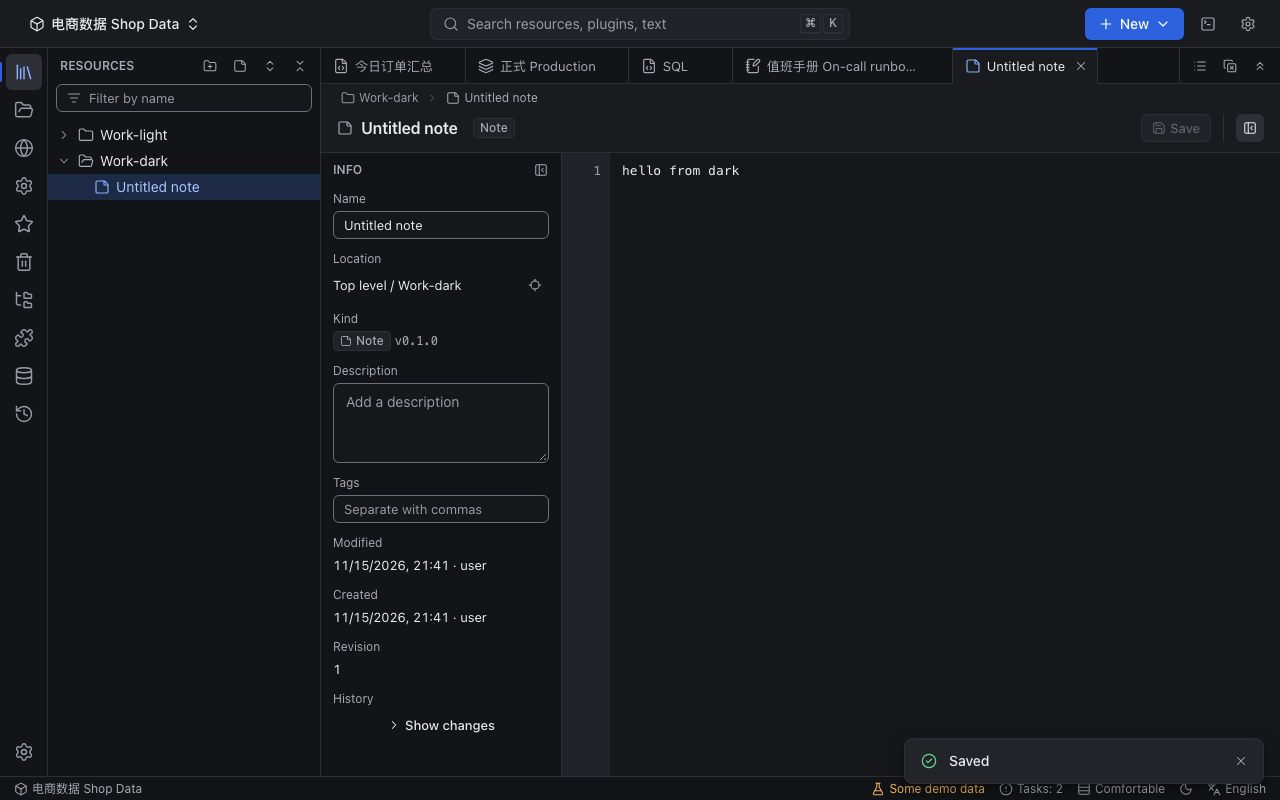 电商数据 Shop Data
Search resources, plugins, text ⌘ K
New
RESOURCES
Filter by name
Work-light
Work-dark
Untitled note
今日订单汇总
正式 Production
SQL
值班手册 On-call runbo...
Untitled note
Work-dark > Untitled note
Untitled note Note
Save
INFO
Name
Untitled note
Location
Top level / Work-dark
Kind
Note v0.1.0
Description
Add a description
Tags
Separate with commas
Modified
11/15/2026, 21:41 · user
Created
11/15/2026, 21:41 · user
Revision
1
History
Show changes
1 hello from dark
Saved
电商数据 Shop Data
Some demo data
Tasks: 2
Comfortable
English